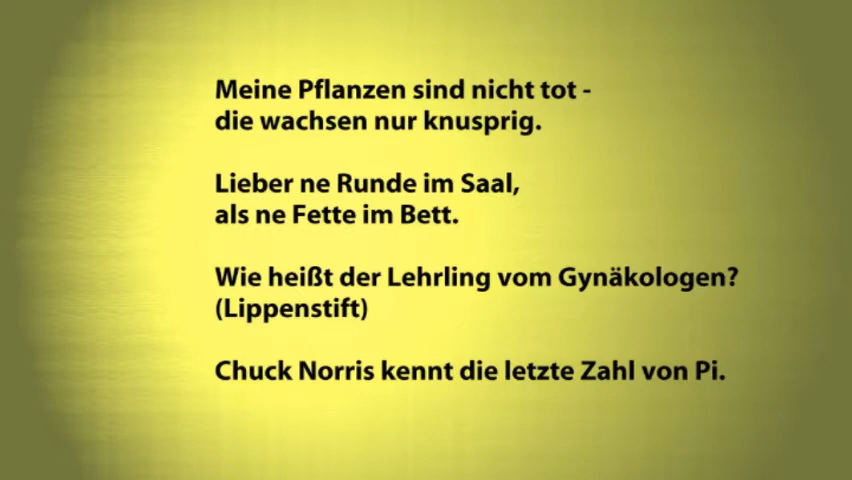 Meine Pflanzen sind nicht tot -
die wachsen nur knusprig.
Lieber ne Runde im Saal,
als ne Fette im Bett.
Wie heißt der Lehrling vom Gynäkologen?
(Lippenstift)
Chuck Norris kennt die letzte Zahl von Pi.